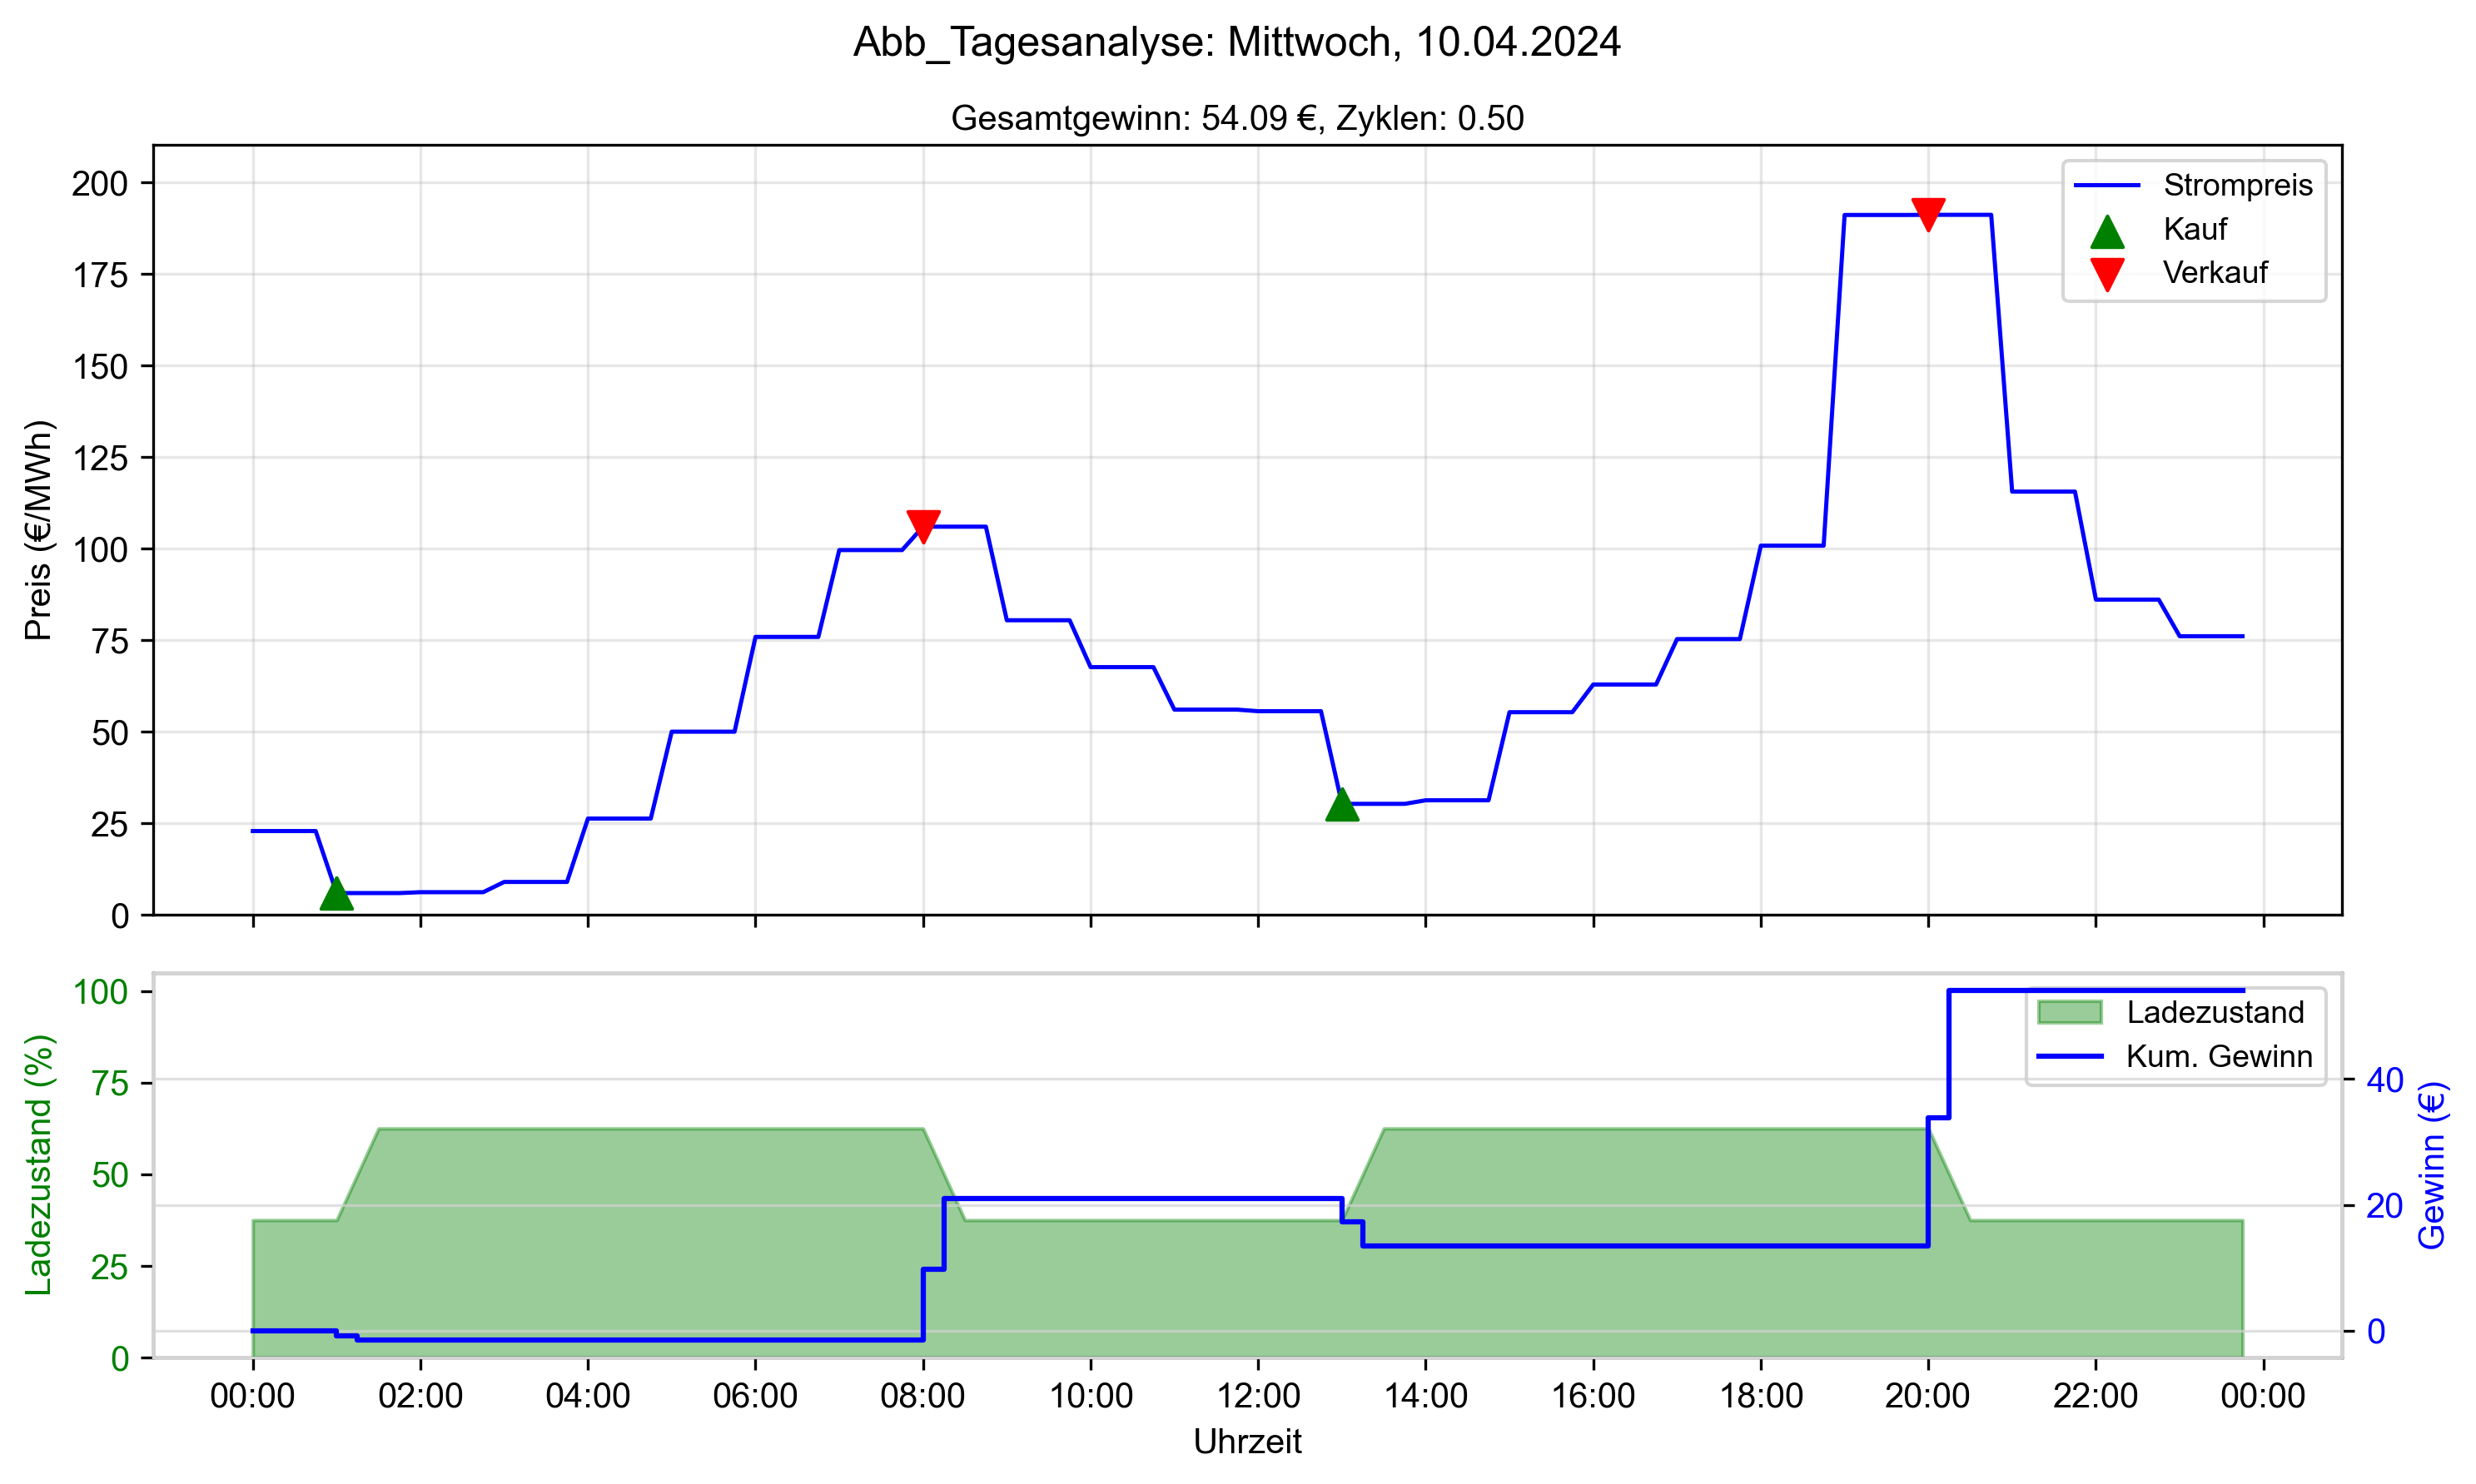 Abb_Tagesanalyse: Mittwoch, 10.04.2024
Gesamtgewinn: 54.09 €, Zyklen: 0.50
Preis (€/MWh)
200
175
150
125
100
75
50
25
0
Strompreis
Kauf
Verkauf
Ladezustand (%)
100
75
50
25
0
Ladezustand
Kum. Gewinn
40
20
0
Gewinn (€)
00:00 02:00 04:00 06:00 08:00 10:00 12:00 14:00 16:00 18:00 20:00 22:00 00:00
Uhrzeit